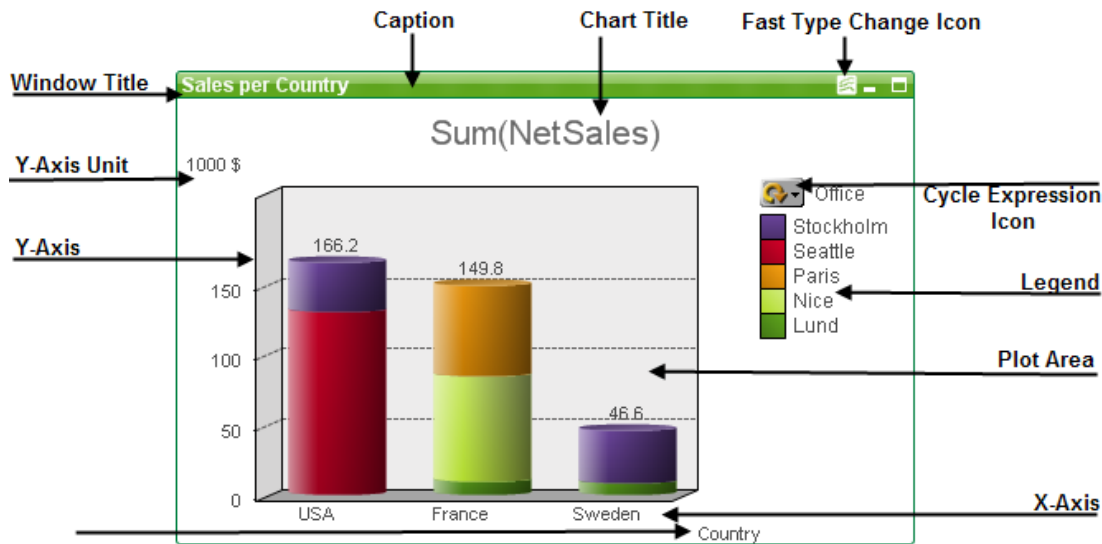 Caption
Chart Title
Fast Type Change Icon
Window Title
Sales per Country
Sum(NetSales)
Y-Axis Unit
1000 $
Office
Cycle Expression
Icon
Stockholm
Seattle
Paris
Nice
Lund
Legend
Y-Axis
166.2
149.8
46.6
150
100
50
0
Plot Area
USA
France
Sweden
X-Axis
Country